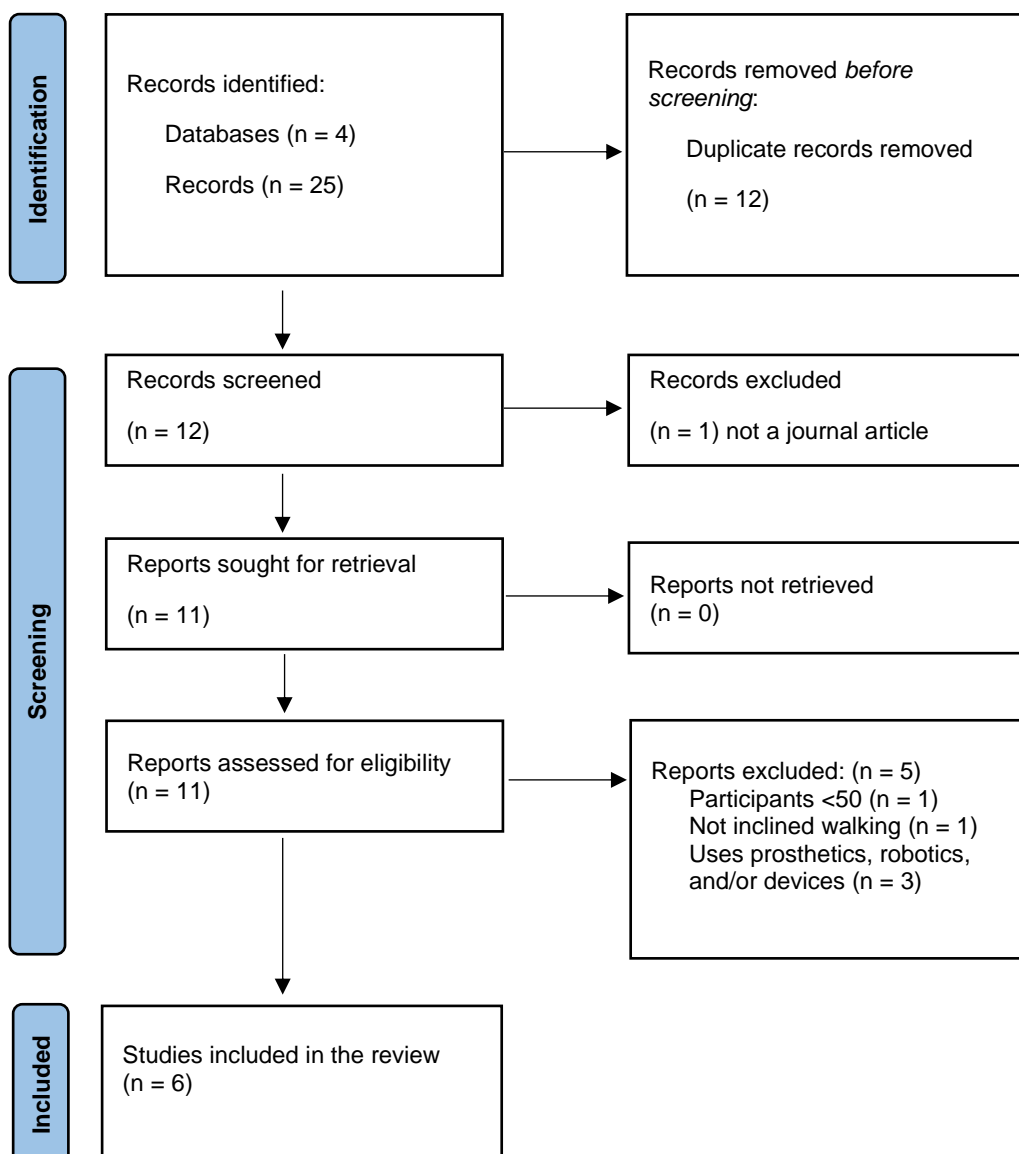 Identification
Records identified:
Databases (n = 4)
Records (n = 25)
Records removed before
screening:
Duplicate records removed
(n = 12)
Screening
Records screened
(n = 12)
Records excluded
(n = 1) not a journal article
Reports sought for retrieval
(n = 11)
Reports not retrieved
(n = 0)
Reports assessed for eligibility
(n = 11)
Reports excluded: (n = 5)
Participants <50 (n = 1)
Not inclined walking (n = 1)
Uses prosthetics, robotics,
and/or devices (n = 3)
Included
Studies included in the review
(n = 6)